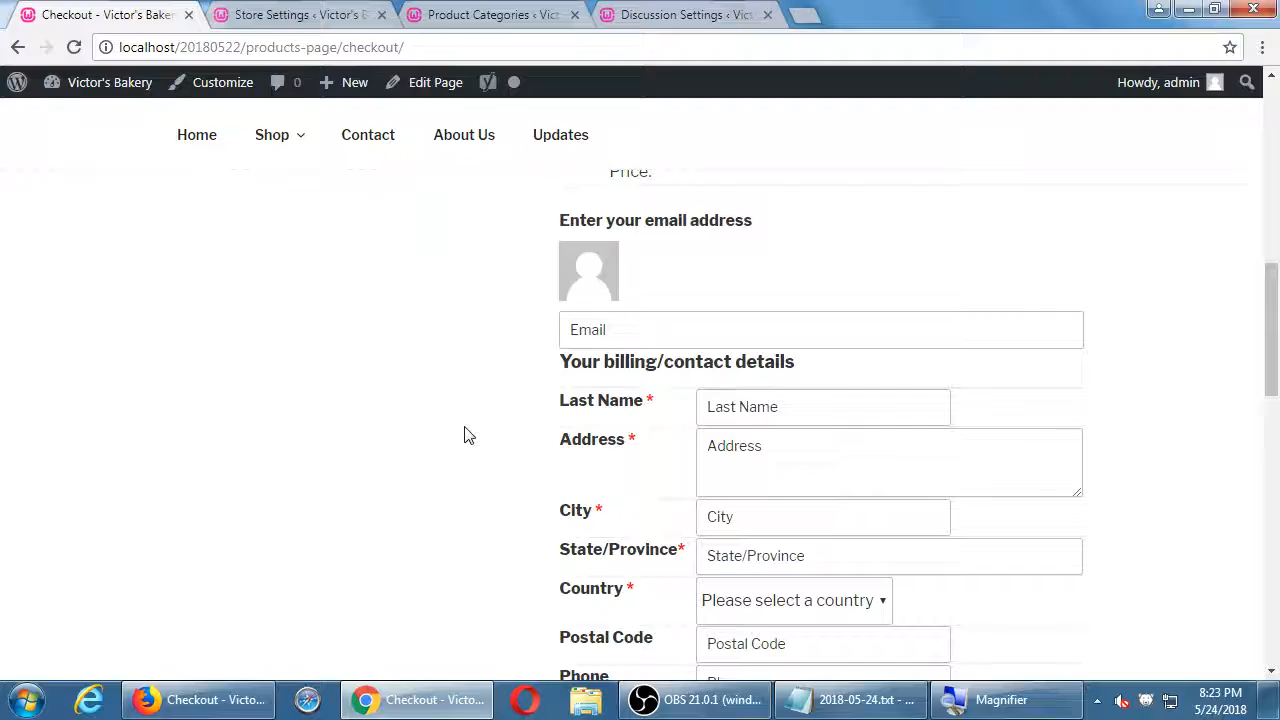 Checkout - Victor's Baker
Store Settings ‹ Victor's B
Product Categories ‹ Vict
Discussion Settings ‹ Vict
localhost/20180522/products-page/checkout/
Victor's Bakery
Customize
0
New
Edit Page
Howdy, admin
Home
Shop
Contact
About Us
Updates
Price:
Enter your email address
Email
Your billing/contact details
Last Name *
Last Name
Address *
Address
City *
City
State/Province*
State/Province
Country *
Please select a country
Postal Code
Postal Code
Phone
Checkout - Victo...
Checkout - Victo...
OBS 21.0.1 (wind...
2018-05-24.txt - ...
Magnifier
8:23 PM
5/24/2018